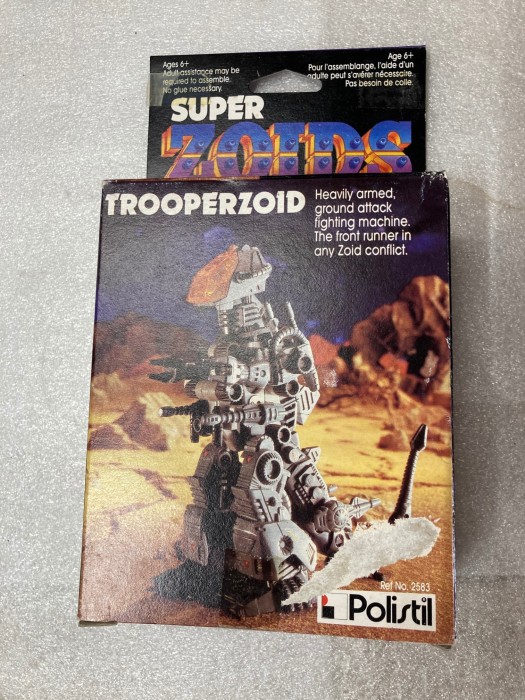 Ages 6+
Adult assistance may be
required to assemble.
No glue necessary.
Age 6+
Pour l'assemblange, l'aide d'un
adulte peut s'avérer nécessaire.
Pas besoin de colle.
SUPER
ZOIDS
TROOPERZOID
Heavily armed,
ground attack
fighting machine.
The front runner in
any Zoid conflict.
Ref No. 2583
Polistil